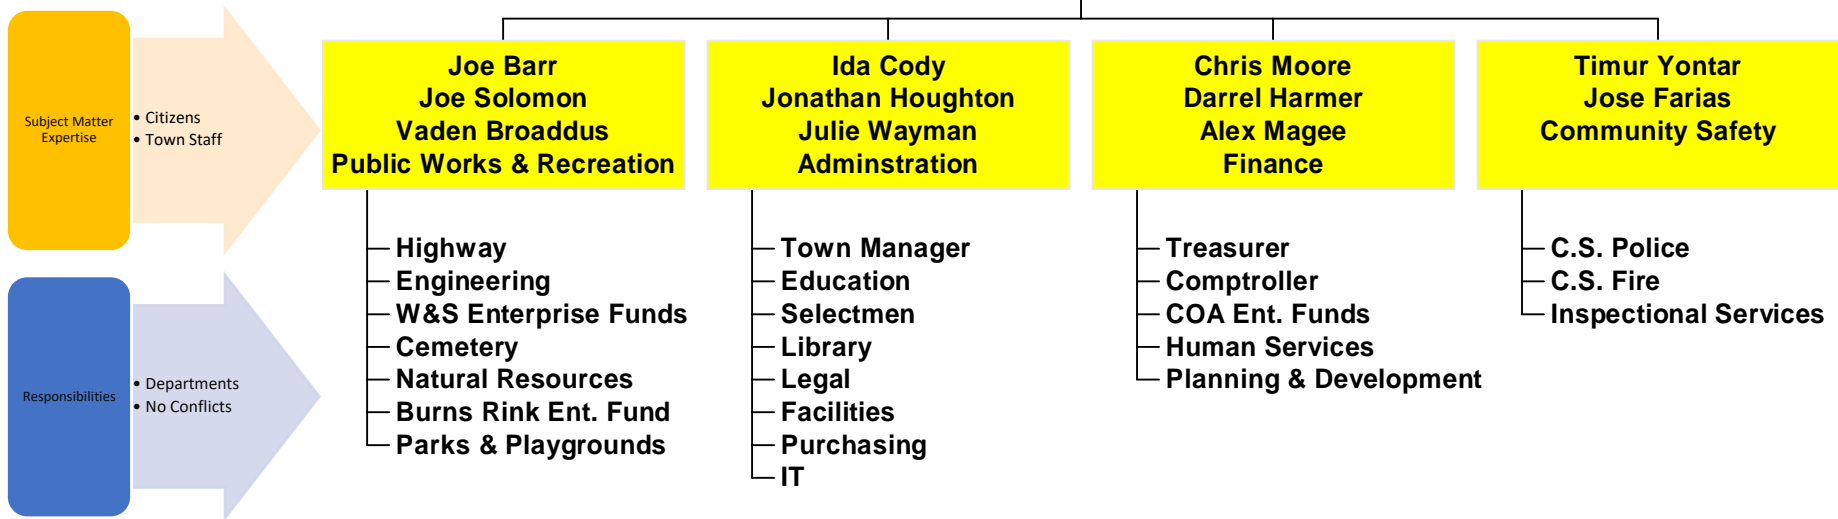 Subject Matter
Expertise
• Citizens
• Town Staff
Responsibilities
• Departments
• No Conflicts
Joe Barr
Joe Solomon
Vaden Broaddus
Public Works & Recreation
Highway
Engineering
W&S Enterprise Funds
Cemetery
Natural Resources
Burns Rink Ent. Fund
Parks & Playgrounds
Ida Cody
Jonathan Houghton
Julie Wayman
Adminstration
Town Manager
Education
Selectmen
Library
Legal
Facilities
Purchasing
IT
Chris Moore
Darrel Harmer
Alex Magee
Finance
Treasurer
Comptroller
COA Ent. Funds
Human Services
Planning & Development
Timur Yontar
Jose Farias
Community Safety
C.S. Police
C.S. Fire
Inspectional Services